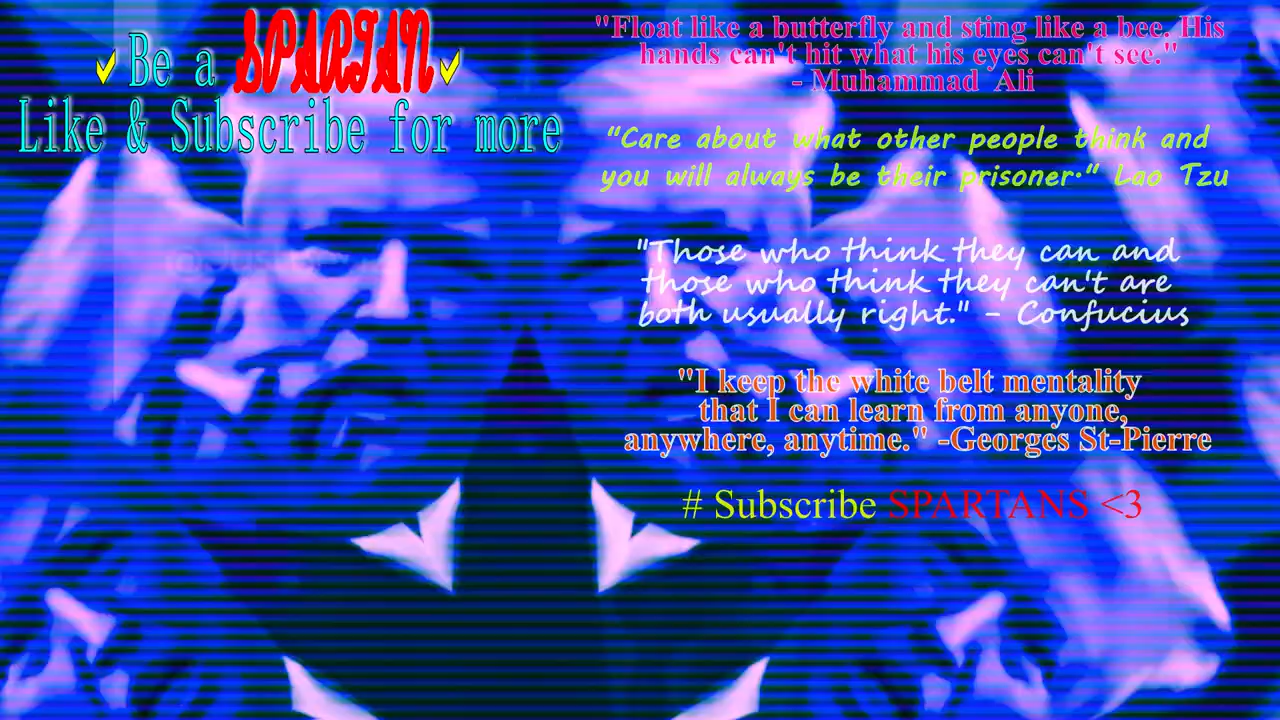 Be a SPARTAN
Like & Subscribe for more
"Float like a butterfly and sting like a bee. His
hands can't hit what his eyes can't see."
- Muhammad Ali
"Care about what other people think and
you will always be their prisoner." Lao Tzu
"Those who think they can and
those who think they can't are
both usually right." - Confucius
"I keep the white belt mentality
that I can learn from anyone,
anywhere, anytime." -Georges St-Pierre
# Subscribe SPARTANS <3